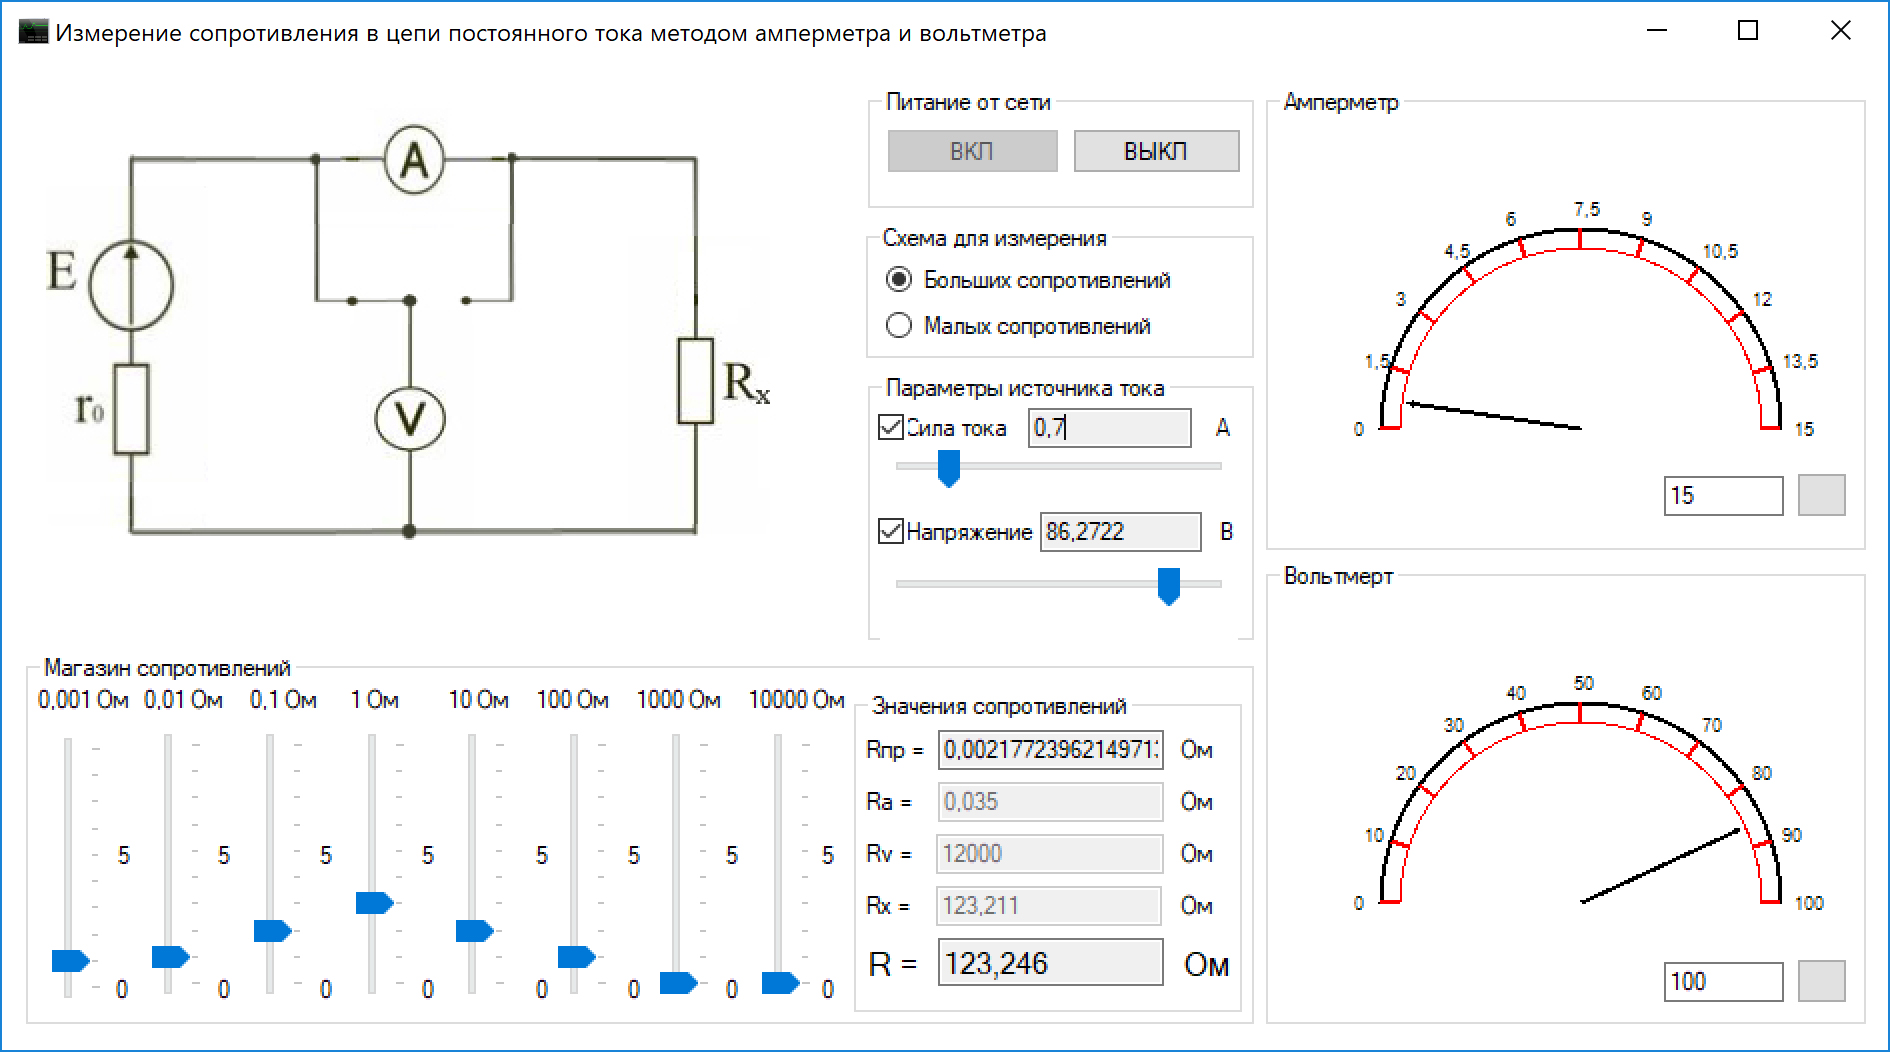 Измерение сопротивления в цепи постоянного тока методом амперметра и вольтметра
A
E
r₀
V
Rₓ
Питание от сети
ВКЛ
ВЫКЛ
Схема для измерения
Больших сопротивлений
Малых сопротивлений
Параметры источника тока
Сила тока 0,7 А
Напряжение 86,2722 В
Амперметр
0 1,5 3 4,5 6 7,5 9 10,5 12 13,5 15
15
Вольтмерт
0 10 20 30 40 50 60 70 80 90 100
100
Магазин сопротивлений
0,001 Ом 0,01 Ом 0,1 Ом 1 Ом 10 Ом 100 Ом 1000 Ом 10000 Ом
5 5 5 5 5 5 5 5
0 0 0 0 0 0 0 0
Значения сопротивлений
Rпр = 0,0021772396214971 Ом
Ra = 0,035 Ом
Rv = 12000 Ом
Rx = 123,211 Ом
R = 123,246 Ом